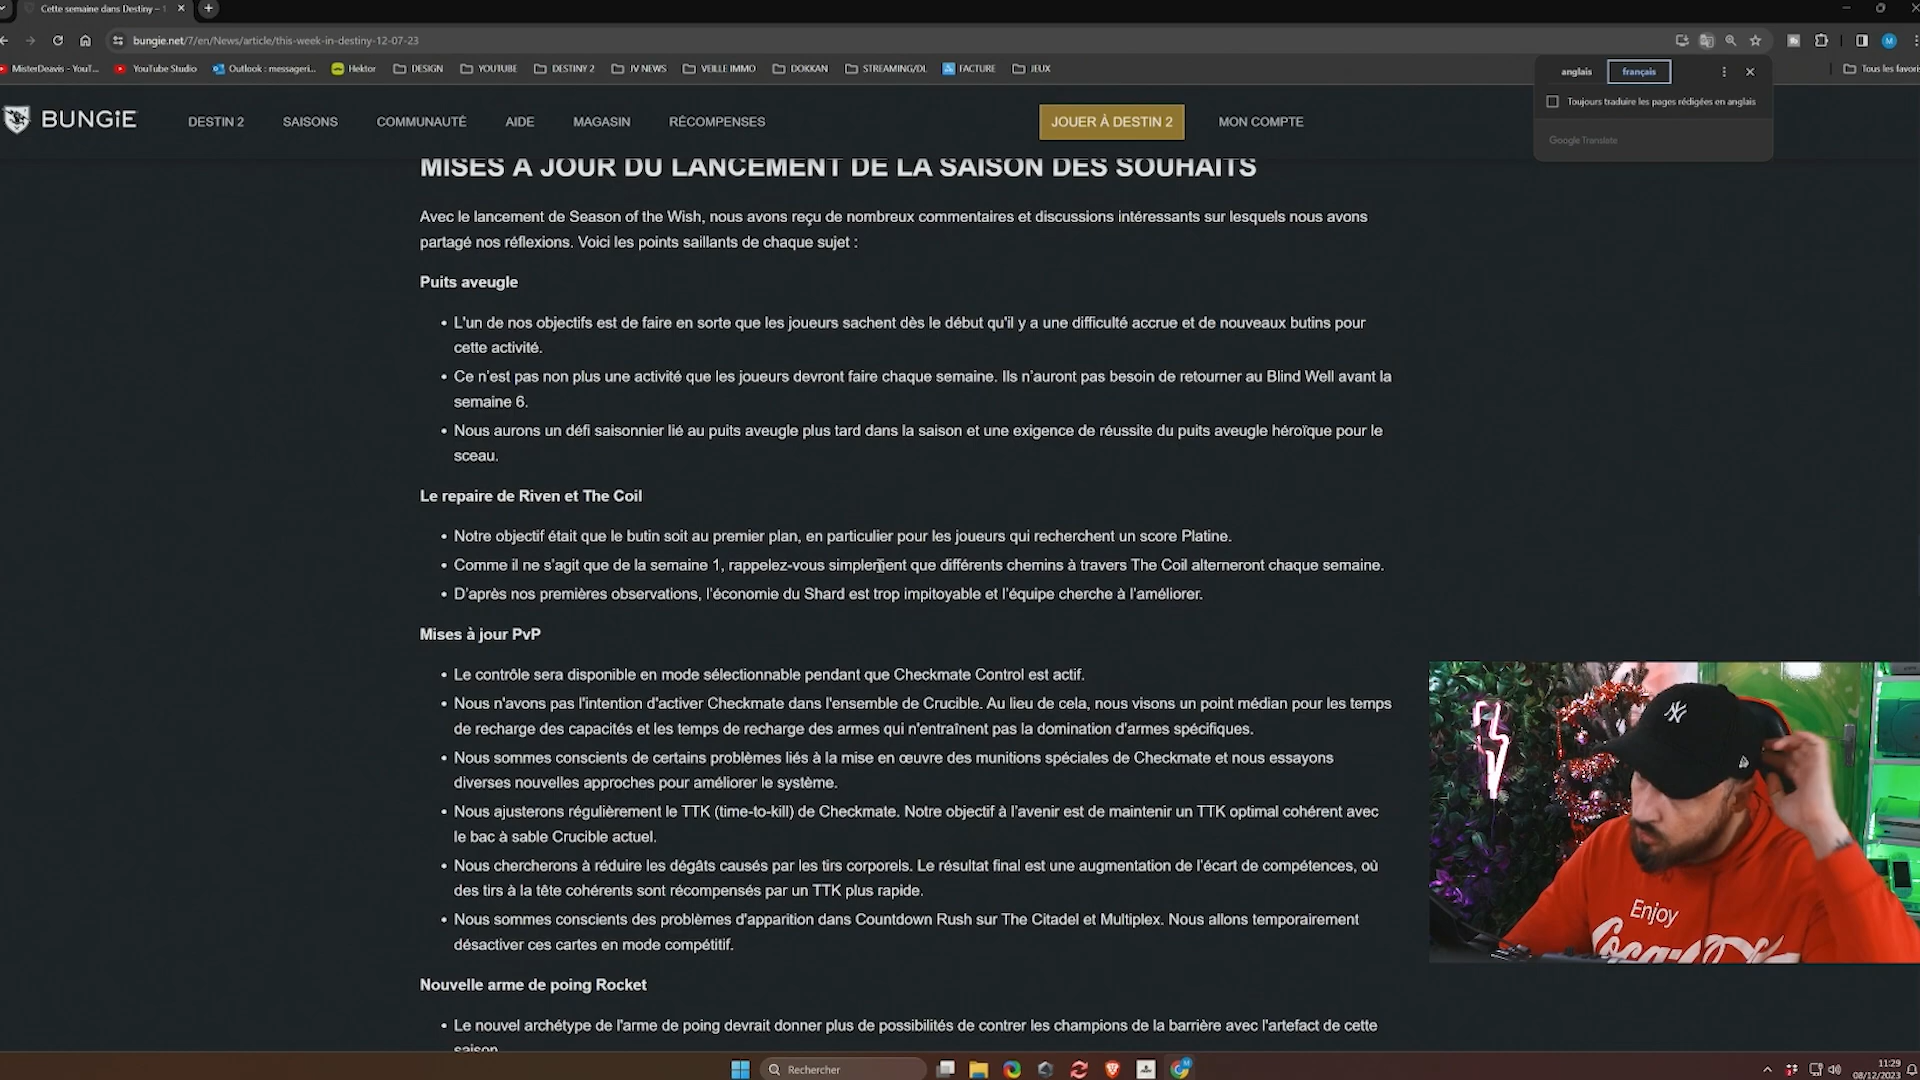 Cette semaine dans Destiny – 1
bungie.net/7/en/News/article/this-week-in-destiny-12-07-23
MisterDeavis - YouT...
YouTube Studio
Outlook : messageri...
Hektor
DESIGN
YOUTUBE
DESTINY 2
IV NEWS
VEILLE IMMO
DOKKAN
STREAMING/DL
FACTURE
JEUX
Tous les favoris
anglais
français
Toujours traduire les pages rédigées en anglais
Google Translate
BUNGiE
DESTIN 2
SAISONS
COMMUNAUTÉ
AIDE
MAGASIN
RÉCOMPENSES
JOUER À DESTIN 2
MON COMPTE
MISES À JOUR DU LANCEMENT DE LA SAISON DES SOUHAITS
Avec le lancement de Season of the Wish, nous avons reçu de nombreux commentaires et discussions intéressants sur lesquels nous avons
partagé nos réflexions. Voici les points saillants de chaque sujet :
Puits aveugle
• L'un de nos objectifs est de faire en sorte que les joueurs sachent dès le début qu'il y a une difficulté accrue et de nouveaux butins pour
cette activité.
• Ce n'est pas non plus une activité que les joueurs devront faire chaque semaine. Ils n'auront pas besoin de retourner au Blind Well avant la
semaine 6.
• Nous aurons un défi saisonnier lié au puits aveugle plus tard dans la saison et une exigence de réussite du puits aveugle héroïque pour le
sceau.
Le repaire de Riven et The Coil
• Notre objectif était que le butin soit au premier plan, en particulier pour les joueurs qui recherchent un score Platine.
• Comme il ne s'agit que de la semaine 1, rappelez-vous simplement que différents chemins à travers The Coil alterneront chaque semaine.
• D'après nos premières observations, l'économie du Shard est trop impitoyable et l'équipe cherche à l'améliorer.
Mises à jour PvP
• Le contrôle sera disponible en mode sélectionnable pendant que Checkmate Control est actif.
• Nous n'avons pas l'intention d'activer Checkmate dans l'ensemble de Crucible. Au lieu de cela, nous visons un point médian pour les temps
de recharge des capacités et les temps de recharge des armes qui n'entraînent pas la domination d'armes spécifiques.
• Nous sommes conscients de certains problèmes liés à la mise en œuvre des munitions spéciales de Checkmate et nous essayons
diverses nouvelles approches pour améliorer le système.
• Nous ajusterons régulièrement le TTK (time-to-kill) de Checkmate. Notre objectif à l'avenir est de maintenir un TTK optimal cohérent avec
le bac à sable Crucible actuel.
• Nous chercherons à réduire les dégâts causés par les tirs corporels. Le résultat final est une augmentation de l'écart de compétences, où
des tirs à la tête cohérents sont récompensés par un TTK plus rapide.
• Nous sommes conscients des problèmes d'apparition dans Countdown Rush sur The Citadel et Multiplex. Nous allons temporairement
désactiver ces cartes en mode compétitif.
Nouvelle arme de poing Rocket
• Le nouvel archétype de l'arme de poing devrait donner plus de possibilités de contrer les champions de la barrière avec l'artefact de cette
saison.
Enjoy
Coca-Cola
Rechercher
11:29
08/12/2023